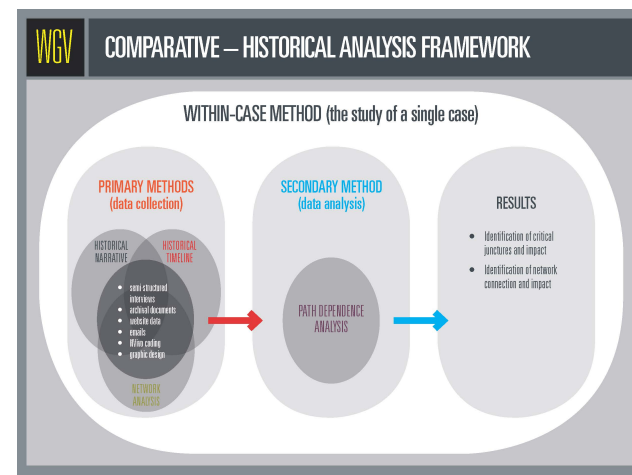 WGV
COMPARATIVE – HISTORICAL ANALYSIS FRAMEWORK
WITHIN-CASE METHOD (the study of a single case)
PRIMARY METHODS
(data collection)
HISTORICAL
NARRATIVE
HISTORICAL
TIMELINE
• semi structured
interviews
• archival documents
• website data
• emails
• NVivo coding
• graphic design
NETWORK
ANALYSIS
SECONDARY METHOD
(data analysis)
PATH DEPENDENCE
ANALYSIS
RESULTS
• Identification of critical
junctures and impact
• Identification of network
connection and impact